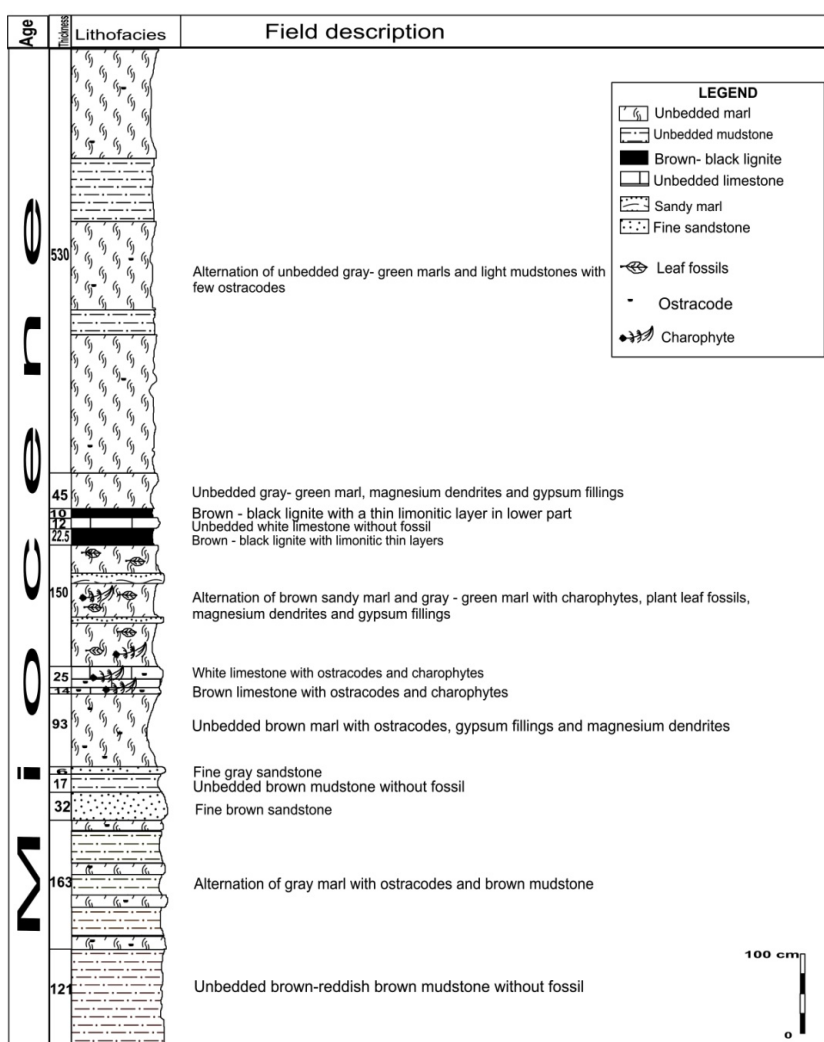 Age Thickness Lithofacies Field description
LEGEND
Unbedded marl
Unbedded mudstone
Brown- black lignite
Unbedded limestone
Sandy marl
Fine sandstone
Leaf fossils
Ostracode
Charophyte
Miocene
530
Alternation of unbedded gray- green marls and light mudstones with
few ostracodes
45
Unbedded gray- green marl, magnesium dendrites and gypsum fillings
10
Brown - black lignite with a thin limonitic layer in lower part
12
Unbedded white limestone without fossil
22.5
Brown - black lignite with limonitic thin layers
150
Alternation of brown sandy marl and gray - green marl with charophytes, plant leaf fossils,
magnesium dendrites and gypsum fillings
25
White limestone with ostracodes and charophytes
14
Brown limestone with ostracodes and charophytes
93
Unbedded brown marl with ostracodes, gypsum fillings and magnesium dendrites
Fine gray sandstone
17
Unbedded brown mudstone without fossil
32
Fine brown sandstone
163
Alternation of gray marl with ostracodes and brown mudstone
121
Unbedded brown-reddish brown mudstone without fossil
100 cm
0